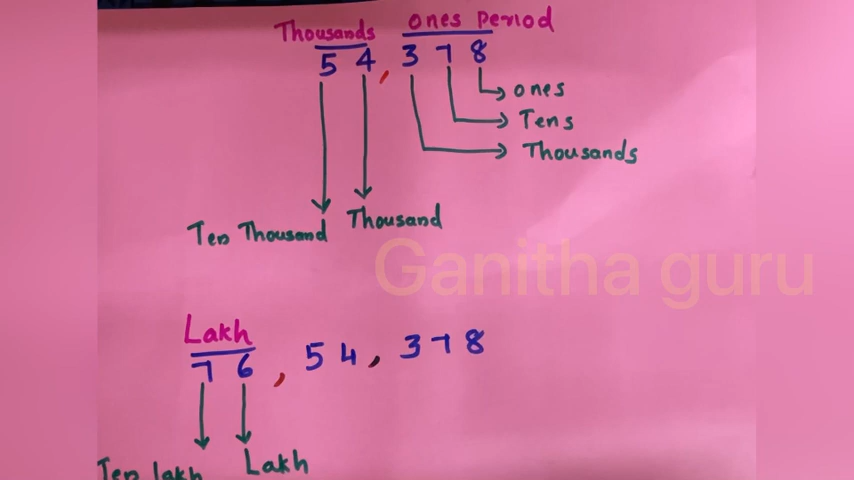 Thousands ones Period
5 4 , 3 7 8
ones
Tens
Thousands
Ten Thousand Thousand
Ganitha guru
Lakh
7 6 , 5 4 , 3 7 8
Ten lakh Lakh